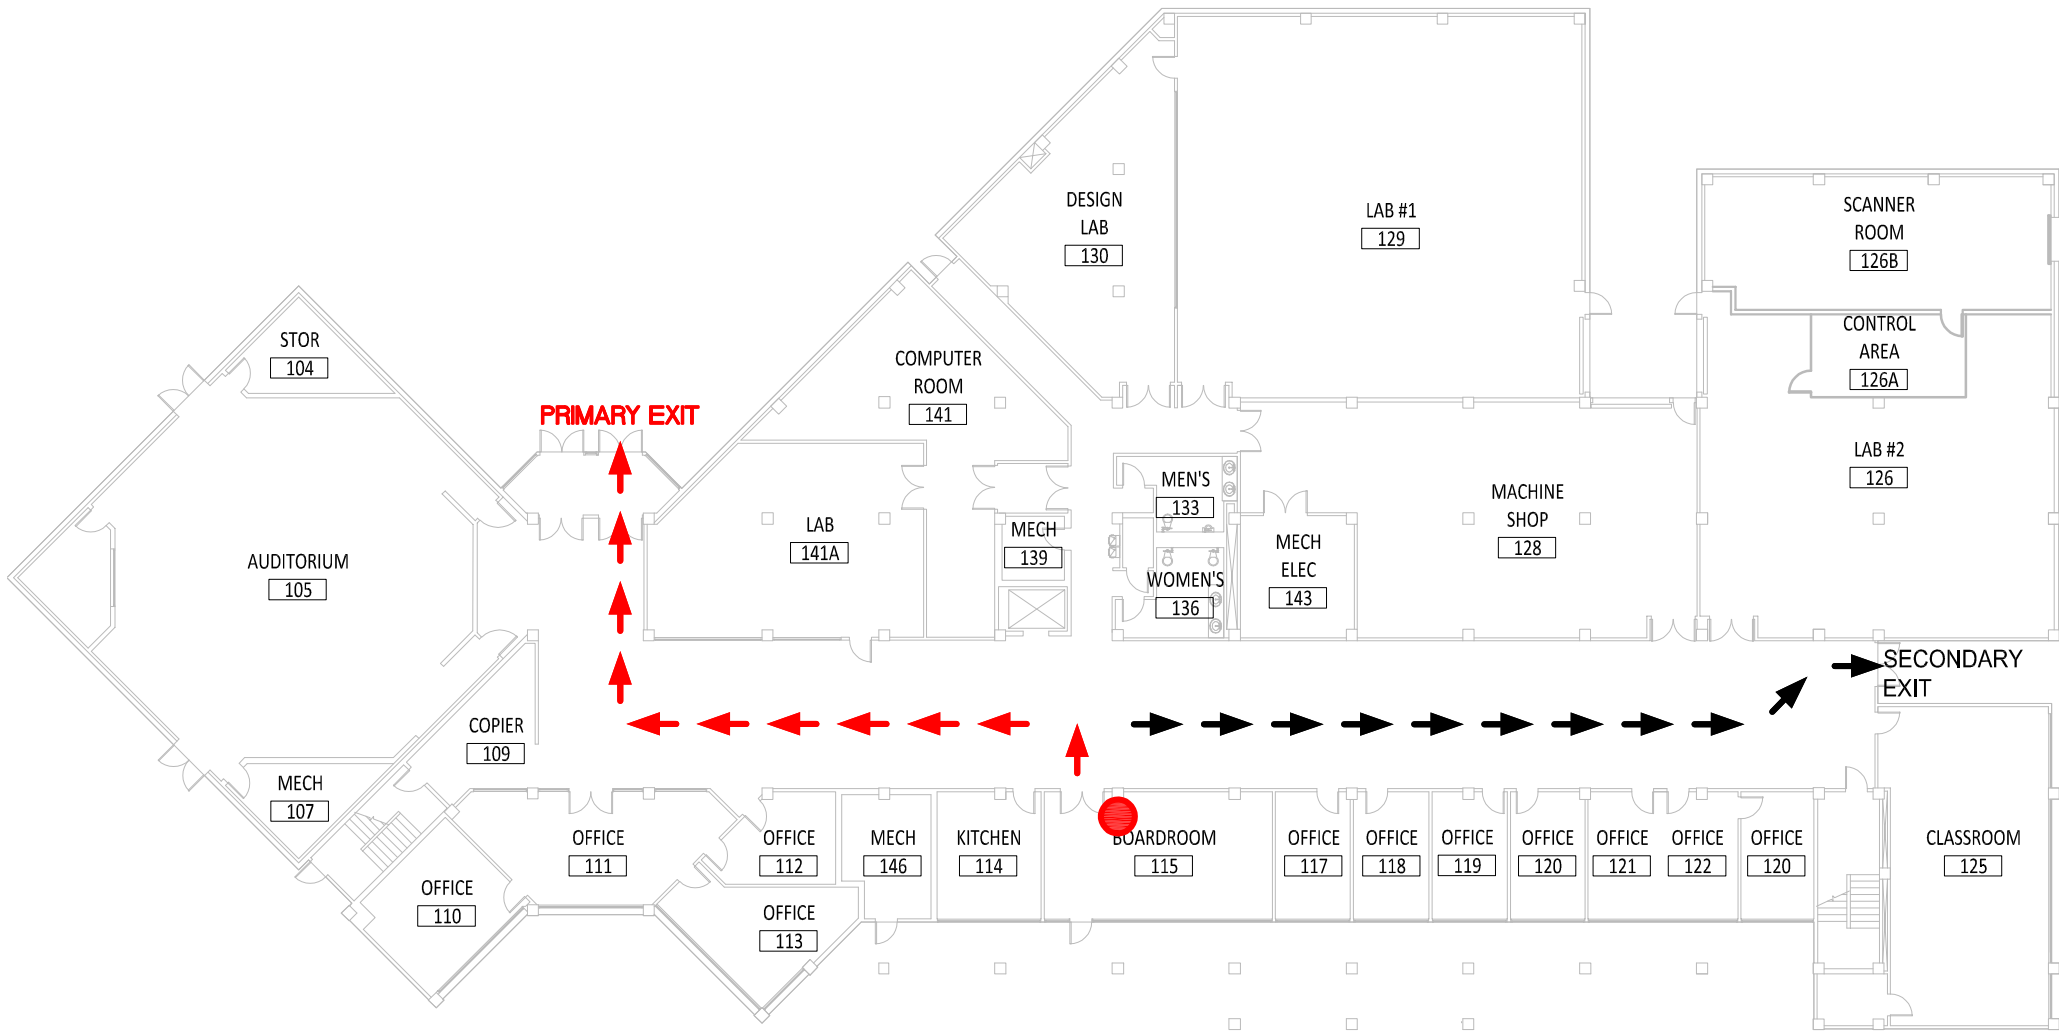 DESIGN
LAB
130
LAB #1
129
SCANNER
ROOM
126B
CONTROL
AREA
126A
STOR
104
COMPUTER
ROOM
141
PRIMARY EXIT
LAB #2
126
MEN'S
133
MACHINE
SHOP
128
LAB
141A
MECH
139
MECH
ELEC
143
AUDITORIUM
105
WOMEN'S
136
SECONDARY
EXIT
COPIER
109
MECH
107
OFFICE
111
OFFICE
112
MECH
146
KITCHEN
114
BOARDROOM
115
OFFICE
117
OFFICE
118
OFFICE
119
OFFICE
120
OFFICE
121
OFFICE
122
OFFICE
120
CLASSROOM
125
OFFICE
110
OFFICE
113